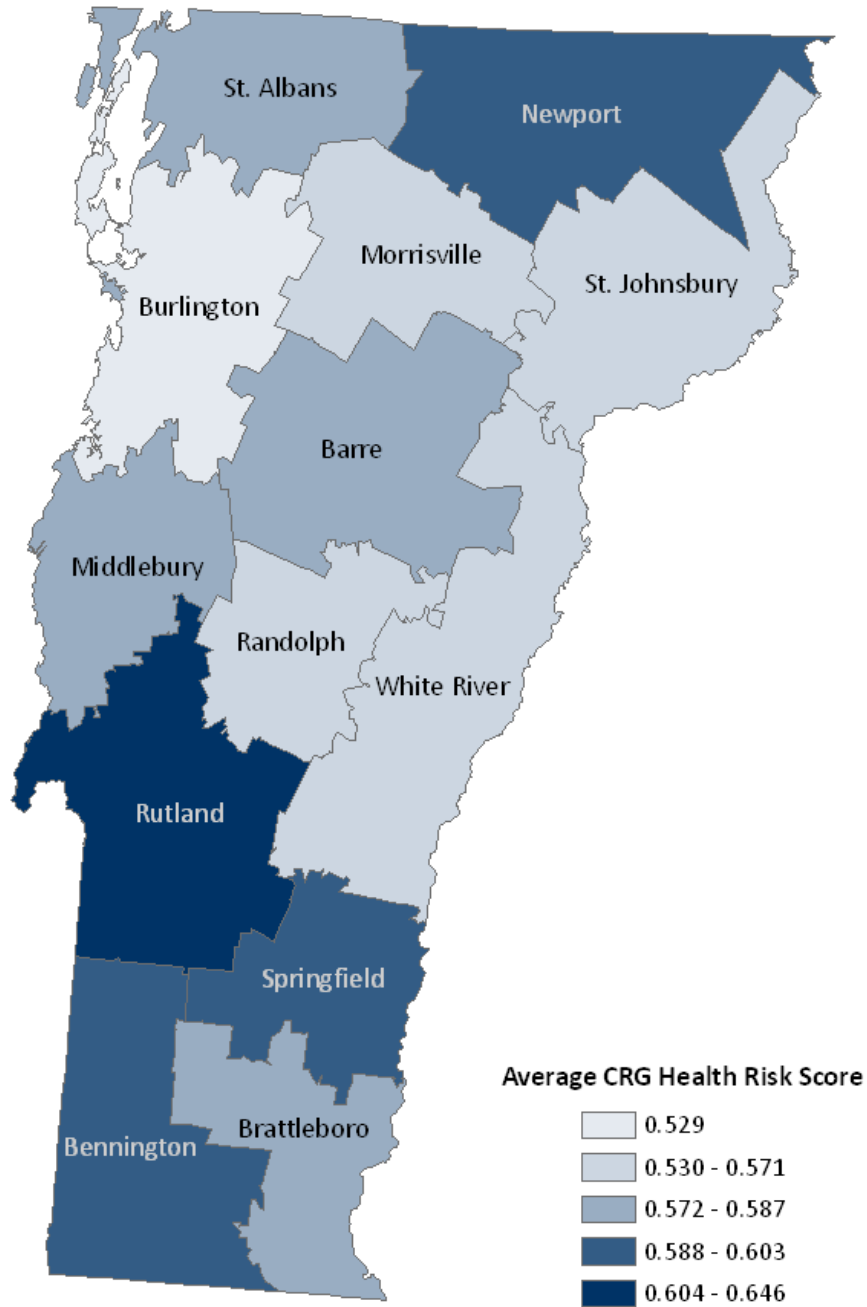 St. Albans
Newport
Morrisville
St. Johnsbury
Burlington
Barre
Middlebury
Randolph
White River
Rutland
Springfield
Brattleboro
Bennington
Average CRG Health Risk Score
0.529
0.530 - 0.571
0.572 - 0.587
0.588 - 0.603
0.604 - 0.646